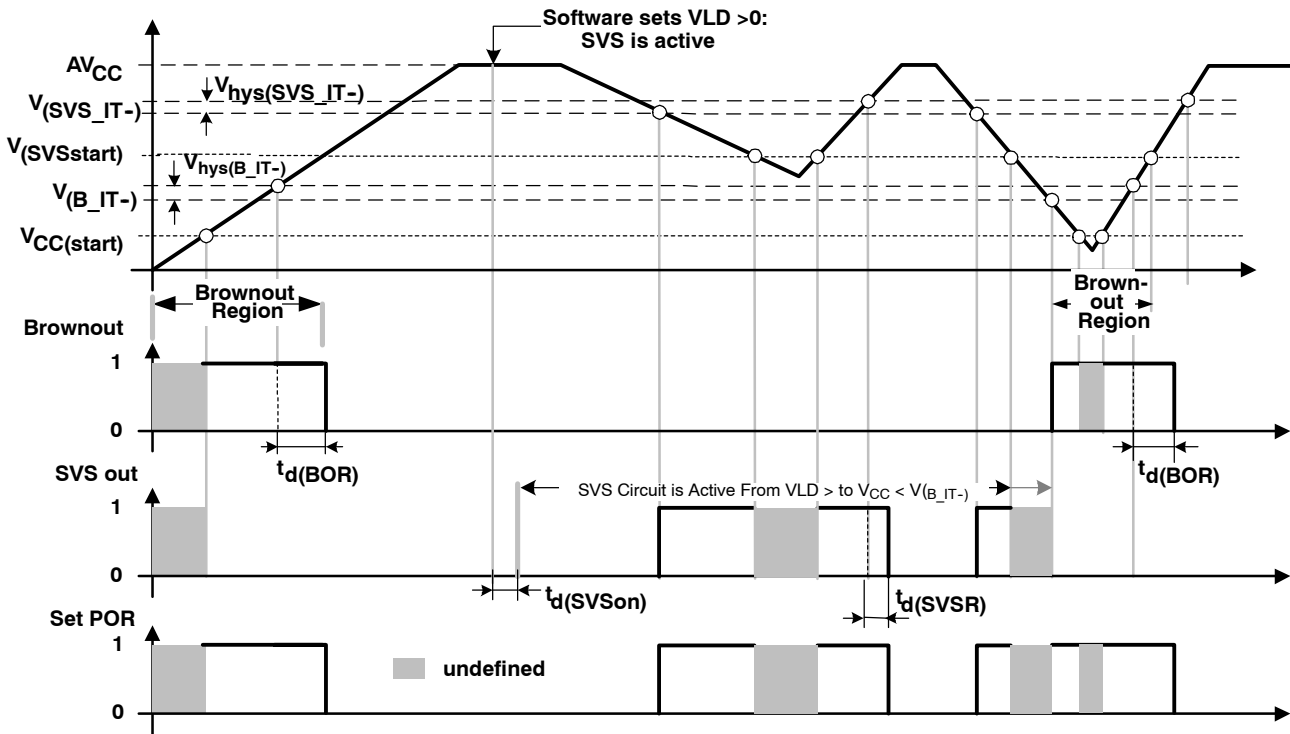 Software sets VLD >0:
SVS is active
AVCC
Vhys(SVS_IT-)
V(SVS_IT-)
V(SVSstart)
Vhys(B_IT-)
V(B_IT-)
VCC(start)
Brownout
Region
Brown-
out
Region
Brownout
1
0
td(BOR)
td(BOR)
SVS out
SVS Circuit is Active From VLD > to VCC < V(B_IT-)
1
0
td(SVSon)
td(SVSR)
Set POR
1
undefined
0